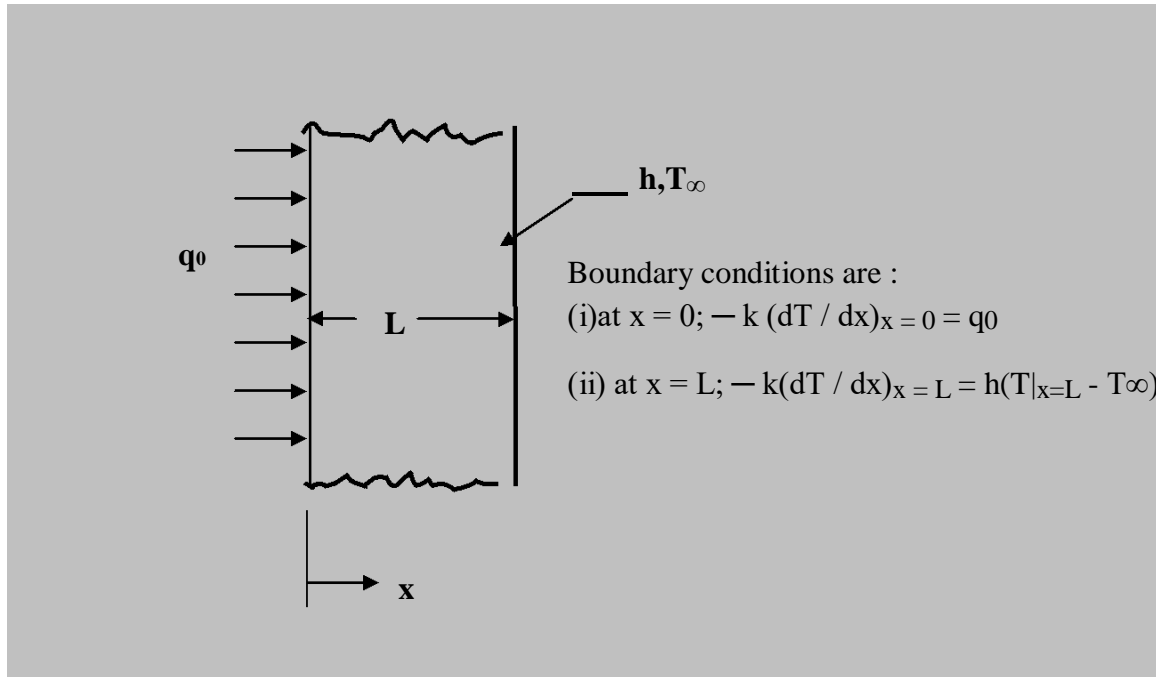 h,T∞
q0
Boundary conditions are :
(i)at x = 0; – k (dT / dx)x = 0 = q0
L
(ii) at x = L; – k(dT / dx)x = L = h(T|x=L - T∞)
x